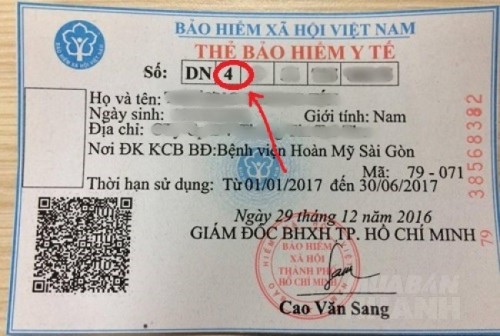 BẢO HIỂM XÃ HỘI VIỆT NAM
THẺ BẢO HIỂM Y TẾ
Số: DN 4
Họ và tên:
Ngày sinh: Giới tính: Nam
Địa chỉ:
Nơi ĐK KCB BĐ:Bệnh viện Hoàn Mỹ Sài Gòn
Mã: 79 - 071
Thời hạn sử dụng: Từ 01/01/2017 đến 30/06/2017
Ngày 29 tháng 12 năm 2016
GIÁM ĐỐC BHXH TP. HỒ CHÍ MINH
BẢO HIỂM
XÃ HỘI
THÀNH PHỐ
HỒ CHÍ MINH
Cao Văn Sang
79 38568382